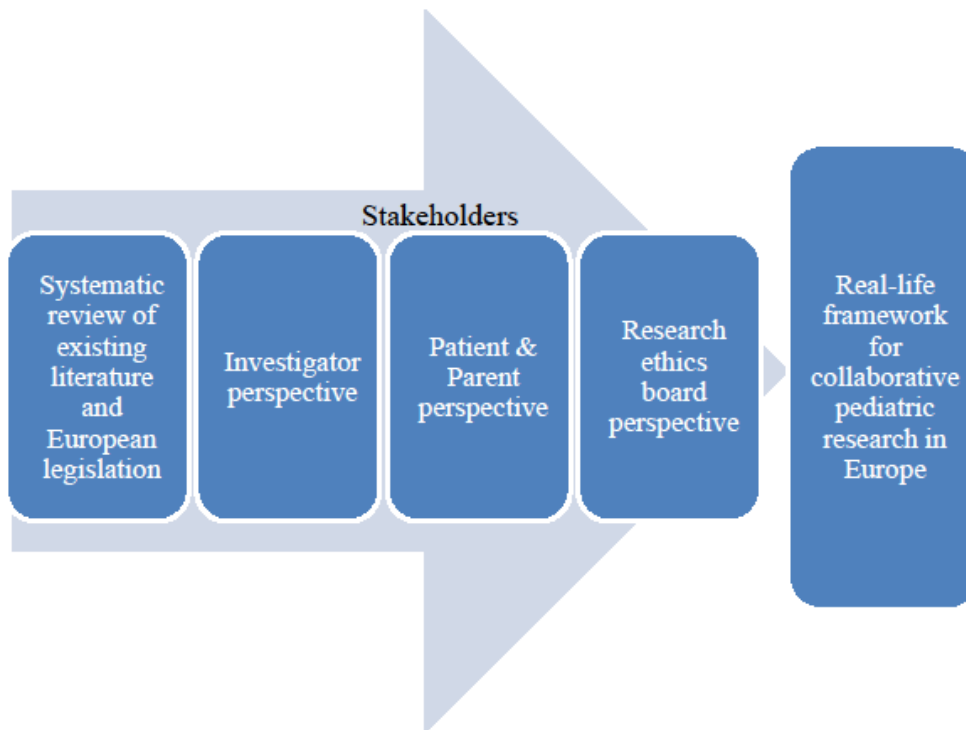 Stakeholders
Systematic
review of
existing
literature
and
European
legislation
Investigator
perspective
Patient &
Parent
perspective
Research
ethics
board
perspective
Real-life
framework
for
collaborative
pediatric
research in
Europe